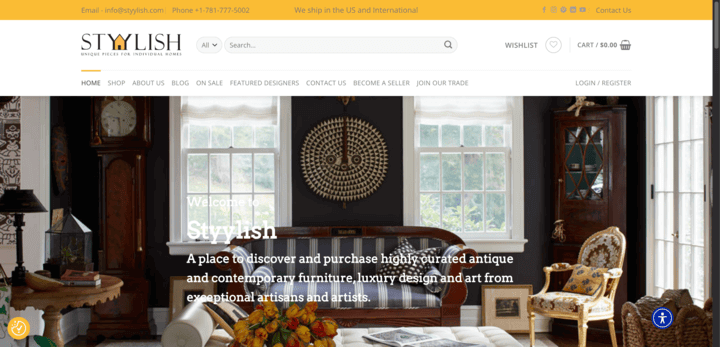 Email - info@styylish.com Phone +1-781-777-5002 We ship in the US and International Contact Us
STYYLISH
UNIQUE PIECES FOR INDIVIDUAL HOMES
All Search... WISHLIST CART / $0.00
HOME SHOP ABOUT US BLOG ON SALE FEATURED DESIGNERS CONTACT US BECOME A SELLER JOIN OUR TRADE LOGIN / REGISTER
Welcome to
Styylish
A place to discover and purchase highly curated antique
and contemporary furniture, luxury design and art from
exceptional artisans and artists.